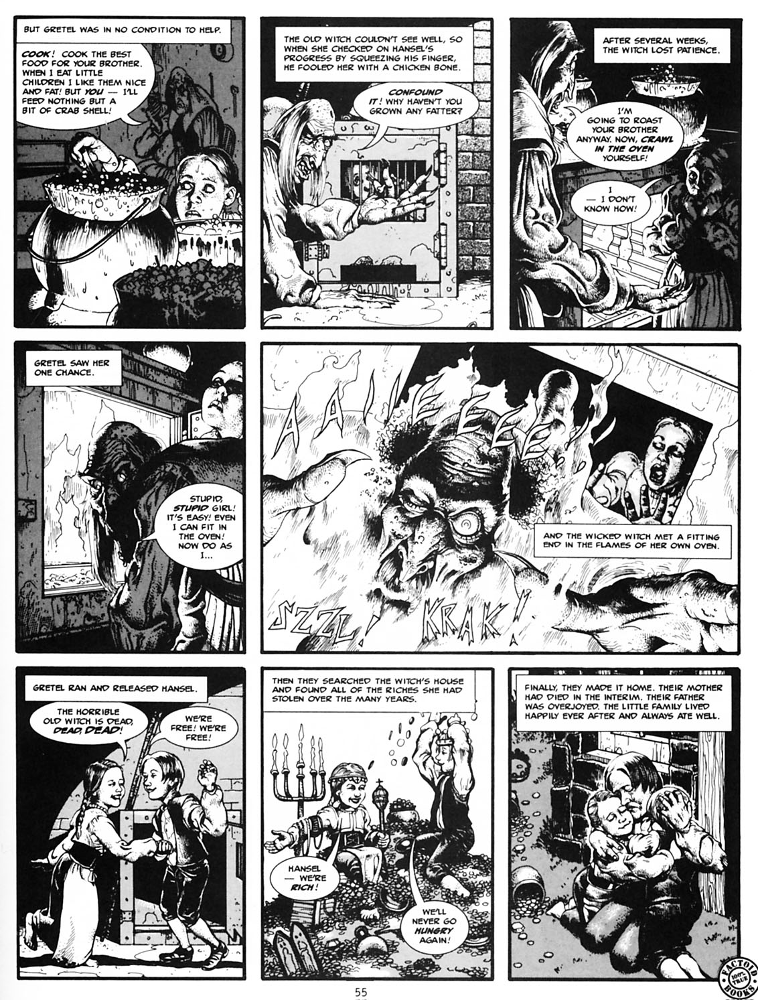 BUT GRETEL WAS IN NO CONDITION TO HELP.
COOK! COOK THE BEST
FOOD FOR YOUR BROTHER.
WHEN I EAT LITTLE
CHILDREN I LIKE THEM NICE
AND FAT! BUT YOU — I'LL
FEED NOTHING BUT A
BIT OF CRAB SHELL!
THE OLD WITCH COULDN'T SEE WELL, SO
WHEN SHE CHECKED ON HANSEL'S
PROGRESS BY SQUEEZING HIS FINGER,
HE FOOLED HER WITH A CHICKEN BONE.
CONFOUND
IT! WHY HAVEN'T YOU
GROWN ANY FATTER?
AFTER SEVERAL WEEKS,
THE WITCH LOST PATIENCE.
I'M
GOING TO ROAST
YOUR BROTHER
ANYWAY. NOW, CRAWL
IN THE OVEN
YOURSELF!
I
— I DON'T
KNOW HOW!
GRETEL SAW HER
ONE CHANCE.
STUPID,
STUPID GIRL!
IT'S EASY! EVEN
I CAN FIT IN
THE OVEN!
NOW DO AS
I...
AAIIEEEEEE!!
AND THE WICKED WITCH MET A FITTING
END IN THE FLAMES OF HER OWN OVEN.
SZZL! KRAK!
GRETEL RAN AND RELEASED HANSEL.
THE HORRIBLE
OLD WITCH IS DEAD,
DEAD, DEAD!
WE'RE
FREE! WE'RE
FREE!
THEN THEY SEARCHED THE WITCH'S HOUSE
AND FOUND ALL OF THE RICHES SHE HAD
STOLEN OVER THE MANY YEARS.
HANSEL
— WE'RE
RICH!
WE'LL
NEVER GO
HUNGRY
AGAIN!
FINALLY, THEY MADE IT HOME. THEIR MOTHER
HAD DIED IN THE INTERIM. THEIR FATHER
WAS OVERJOYED. THE LITTLE FAMILY LIVED
HAPPILY EVER AFTER AND ALWAYS ATE WELL.
FACTOID
100%
TRUE
BOOKS
55